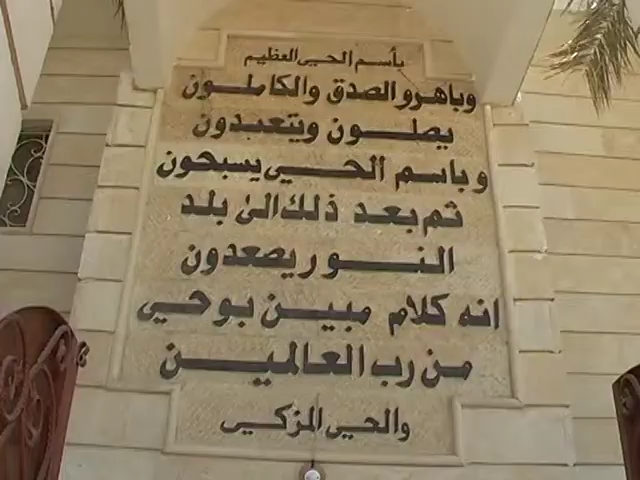 بأسم الحي العظيم
وباهرو الصدق والكاملون
يصلون ويتعبدون
وباسم الحي يسبحون
ثم بعد ذلك الى بلد
النور يصعدون
انه كلام مبين بوحي
من رب العالمين
والحي المزكي